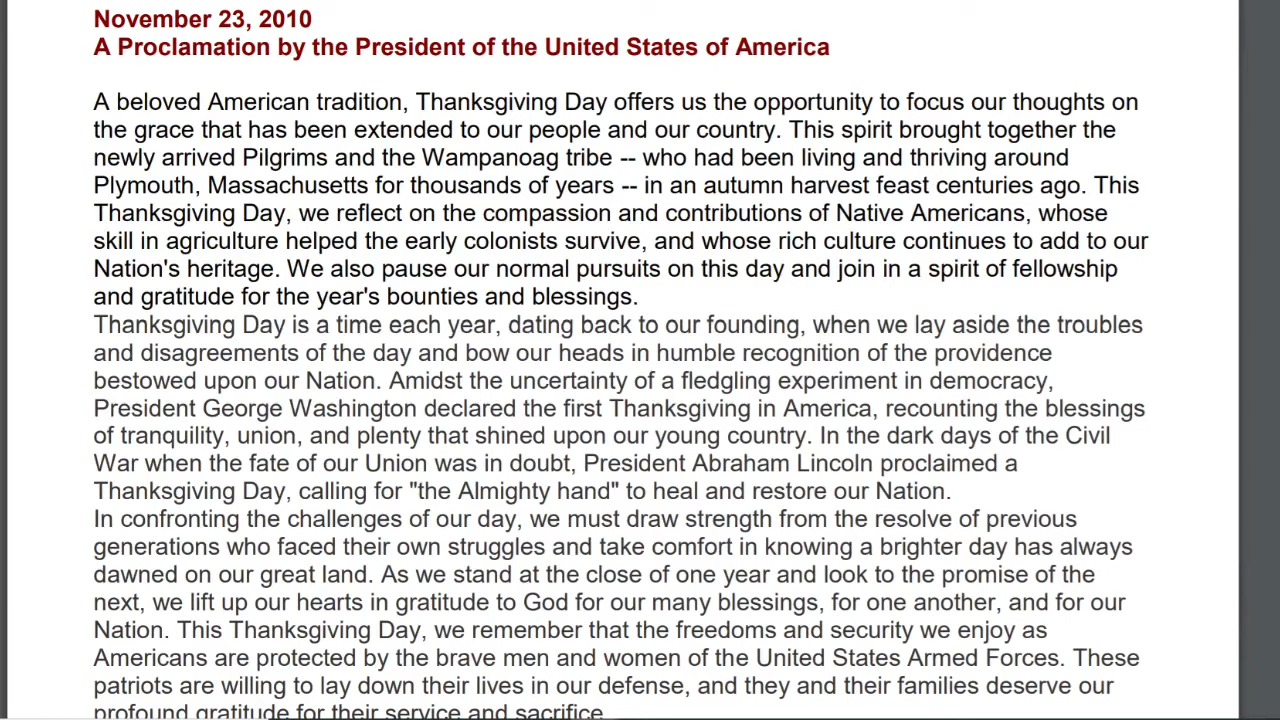 November 23, 2010
A Proclamation by the President of the United States of America
A beloved American tradition, Thanksgiving Day offers us the opportunity to focus our thoughts on
the grace that has been extended to our people and our country. This spirit brought together the
newly arrived Pilgrims and the Wampanoag tribe -- who had been living and thriving around
Plymouth, Massachusetts for thousands of years -- in an autumn harvest feast centuries ago. This
Thanksgiving Day, we reflect on the compassion and contributions of Native Americans, whose
skill in agriculture helped the early colonists survive, and whose rich culture continues to add to our
Nation's heritage. We also pause our normal pursuits on this day and join in a spirit of fellowship
and gratitude for the year's bounties and blessings.
Thanksgiving Day is a time each year, dating back to our founding, when we lay aside the troubles
and disagreements of the day and bow our heads in humble recognition of the providence
bestowed upon our Nation. Amidst the uncertainty of a fledgling experiment in democracy,
President George Washington declared the first Thanksgiving in America, recounting the blessings
of tranquility, union, and plenty that shined upon our young country. In the dark days of the Civil
War when the fate of our Union was in doubt, President Abraham Lincoln proclaimed a
Thanksgiving Day, calling for "the Almighty hand" to heal and restore our Nation.
In confronting the challenges of our day, we must draw strength from the resolve of previous
generations who faced their own struggles and take comfort in knowing a brighter day has always
dawned on our great land. As we stand at the close of one year and look to the promise of the
next, we lift up our hearts in gratitude to God for our many blessings, for one another, and for our
Nation. This Thanksgiving Day, we remember that the freedoms and security we enjoy as
Americans are protected by the brave men and women of the United States Armed Forces. These
patriots are willing to lay down their lives in our defense, and they and their families deserve our
profound gratitude for their service and sacrifice.